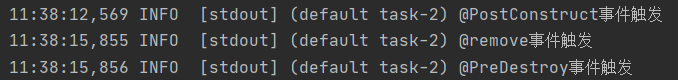 11:38:12,569 INFO  [stdout] (default task-2) @PostConstruct事件触发
11:38:15,855 INFO  [stdout] (default task-2) @remove事件触发
11:38:15,856 INFO  [stdout] (default task-2) @PreDestroy事件触发